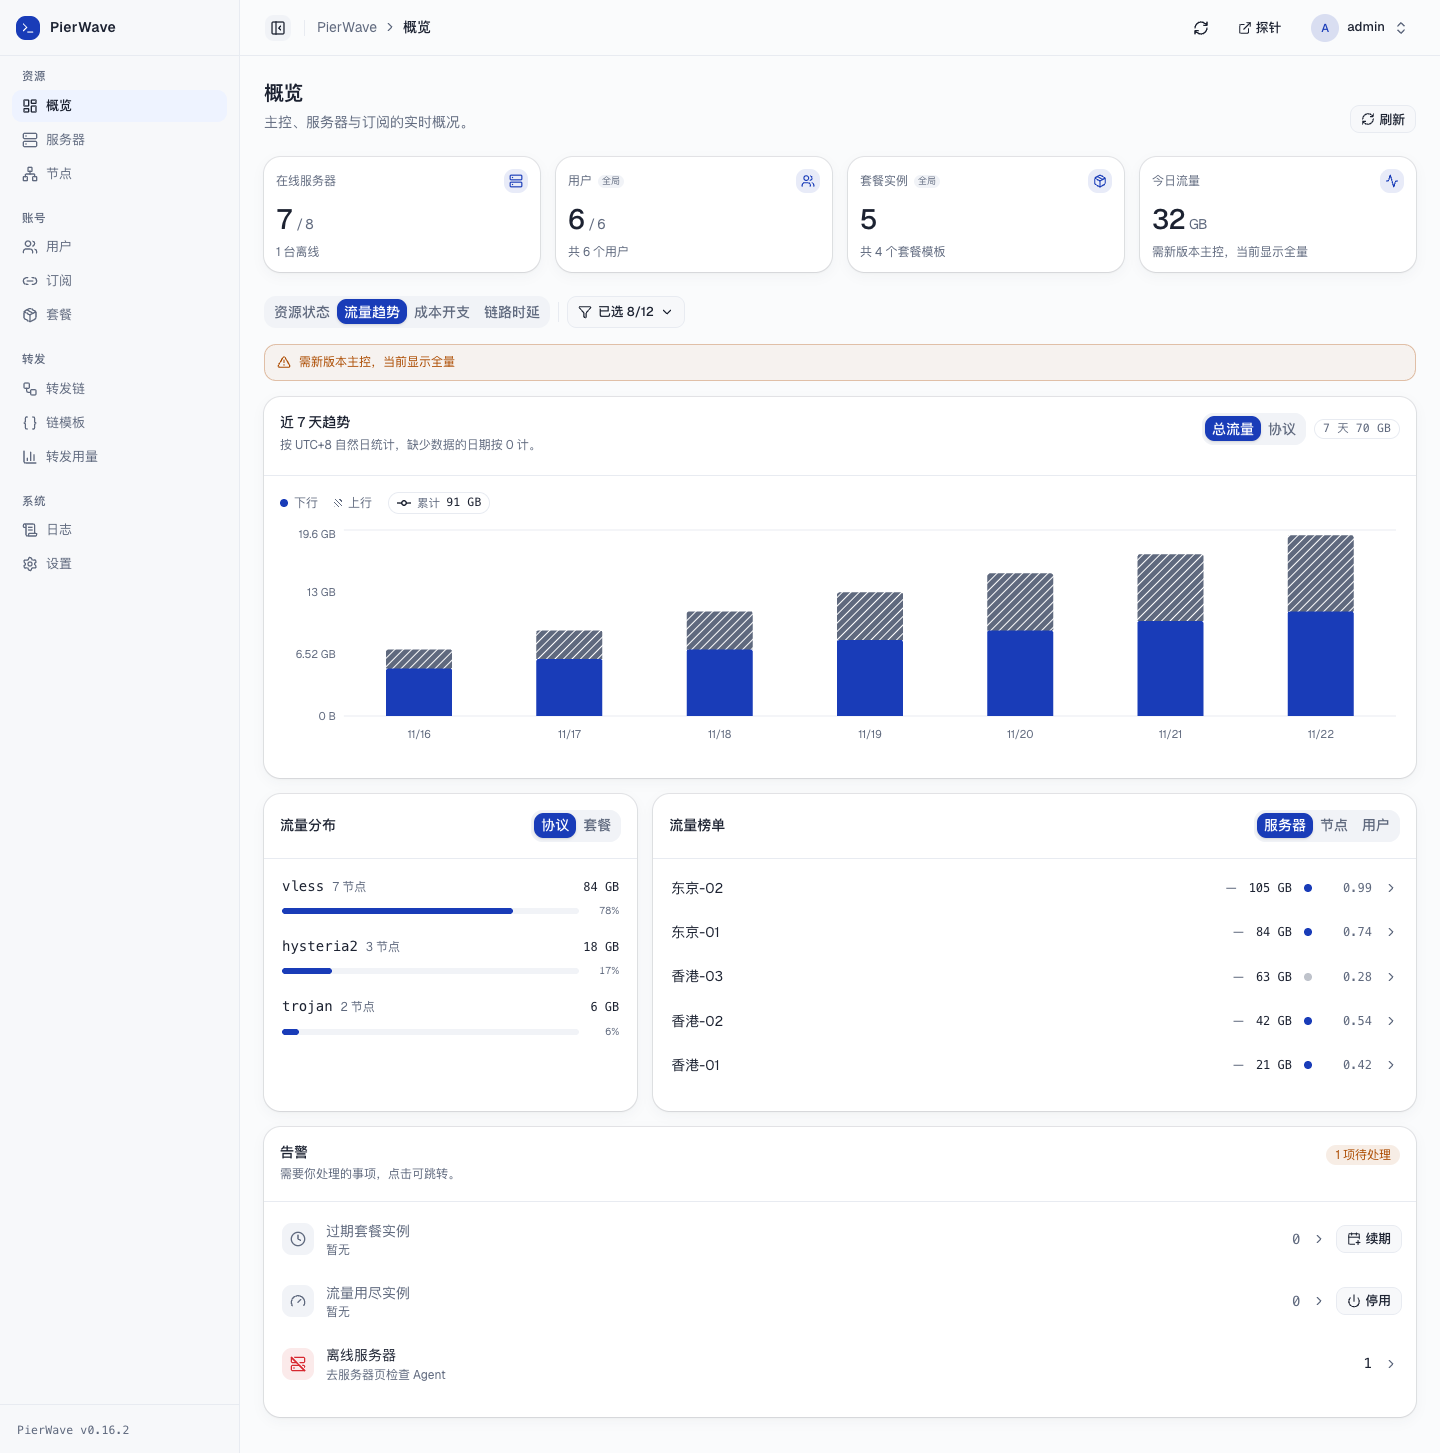 PierWave
PierWave > 概览
探针
A admin
资源
概览
服务器
节点
账号
用户
订阅
套餐
转发
转发链
链模板
转发用量
系统
日志
设置
PierWave v0.16.2
概览
主控、服务器与订阅的实时概况。
刷新
在线服务器
7 / 8
1 台离线
用户 全局
6 / 6
共 6 个用户
套餐实例 全局
5
共 4 个套餐模板
今日流量
32 GB
需新版本主控，当前显示全量
资源状态 流量趋势 成本开支 链路时延 已选 8/12
需新版本主控，当前显示全量
近 7 天趋势
按 UTC+8 自然日统计，缺少数据的日期按 0 计。
总流量 协议 7 天 70 GB
下行 上行 累计 91 GB
19.6 GB
13 GB
6.52 GB
0 B
11/16 11/17 11/18 11/19 11/20 11/21 11/22
流量分布 协议 套餐
vless 7 节点 84 GB
78%
hysteria2 3 节点 18 GB
17%
trojan 2 节点 6 GB
6%
流量榜单 服务器 节点 用户
东京-02 — 105 GB 0.99
东京-01 — 84 GB 0.74
香港-03 — 63 GB 0.28
香港-02 — 42 GB 0.54
香港-01 — 21 GB 0.42
告警
需要你处理的事项，点击可跳转。
1 项待处理
过期套餐实例
暂无
0 续期
流量用尽实例
暂无
0 停用
离线服务器
去服务器页检查 Agent
1